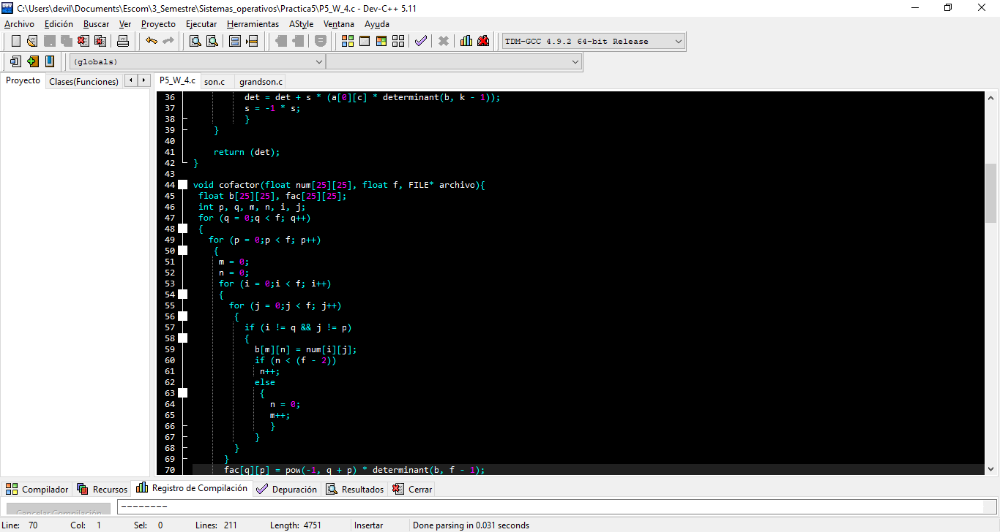 C:\Users\devil\Documents\Escom\3_Semestre\Sistemas_operativos\Practica5\P5_W_4.c - Dev-C++ 5.11
Archivo Edición Buscar Ver Proyecto Ejecutar Herramientas AStyle Ventana Ayuda
TDM-GCC 4.9.2 64-bit Release
(globals)
Proyecto Clases(Funciones) P5_W_4.c son.c grandson.c
36 det = det + s * (a[0][c] * determinant(b, k - 1));
37 s = -1 * s;
38 }
39 }
40
41 return (det);
42 }
43
44 void cofactor(float num[25][25], float f, FILE* archivo){
45 float b[25][25], fac[25][25];
46 int p, q, m, n, i, j;
47 for (q = 0;q < f; q++)
48 {
49 for (p = 0;p < f; p++)
50 {
51 m = 0;
52 n = 0;
53 for (i = 0;i < f; i++)
54 {
55 for (j = 0;j < f; j++)
56 {
57 if (i != q && j != p)
58 {
59 b[m][n] = num[i][j];
60 if (n < (f - 2))
61 n++;
62 else
63 {
64 n = 0;
65 m++;
66 }
67 }
68 }
69 }
70 fac[q][p] = pow(-1, q + p) * determinant(b, f - 1);
Compilador Recursos Registro de Compilación Depuración Resultados Cerrar
Cancelar Compilación
--------
Line: 70 Col: 1 Sel: 0 Lines: 211 Length: 4751 Insertar Done parsing in 0.031 seconds